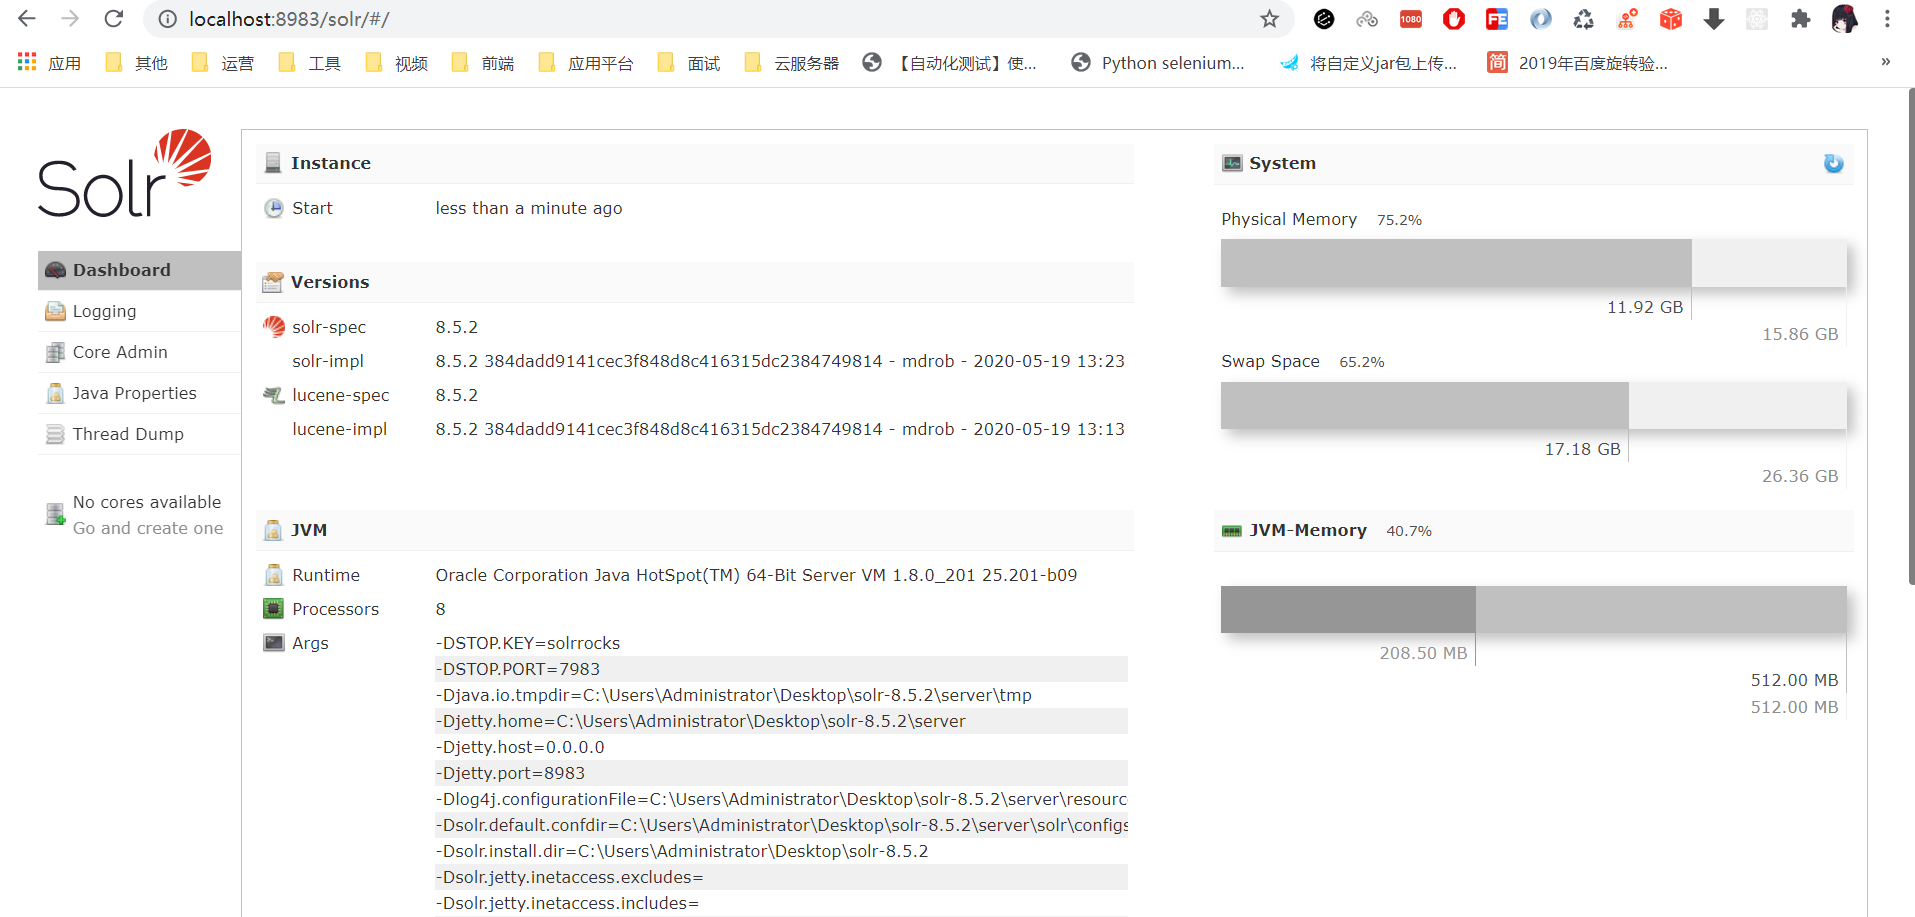 localhost:8983/solr/#/
1080
FE
应用
其他
运营
工具
视频
前端
应用平台
面试
云服务器
【自动化测试】使...
Python selenium...
将自定义jar包上传...
简
2019年百度旋转验...
»
Solr
Dashboard
Logging
Core Admin
Java Properties
Thread Dump
No cores available
Go and create one
Instance
Start less than a minute ago
Versions
solr-spec 8.5.2
solr-impl 8.5.2 384dadd9141cec3f848d8c416315dc2384749814 - mdrob - 2020-05-19 13:23
lucene-spec 8.5.2
lucene-impl 8.5.2 384dadd9141cec3f848d8c416315dc2384749814 - mdrob - 2020-05-19 13:13
JVM
Runtime Oracle Corporation Java HotSpot(TM) 64-Bit Server VM 1.8.0_201 25.201-b09
Processors 8
Args -DSTOP.KEY=solrrocks
-DSTOP.PORT=7983
-Djava.io.tmpdir=C:\Users\Administrator\Desktop\solr-8.5.2\server\tmp
-Djetty.home=C:\Users\Administrator\Desktop\solr-8.5.2\server
-Djetty.host=0.0.0.0
-Djetty.port=8983
-Dlog4j.configurationFile=C:\Users\Administrator\Desktop\solr-8.5.2\server\resourc
-Dsolr.default.confdir=C:\Users\Administrator\Desktop\solr-8.5.2\server\solr\configs
-Dsolr.install.dir=C:\Users\Administrator\Desktop\solr-8.5.2
-Dsolr.jetty.inetaccess.excludes=
-Dsolr.jetty.inetaccess.includes=
System
Physical Memory 75.2%
11.92 GB
15.86 GB
Swap Space 65.2%
17.18 GB
26.36 GB
JVM-Memory 40.7%
208.50 MB
512.00 MB
512.00 MB